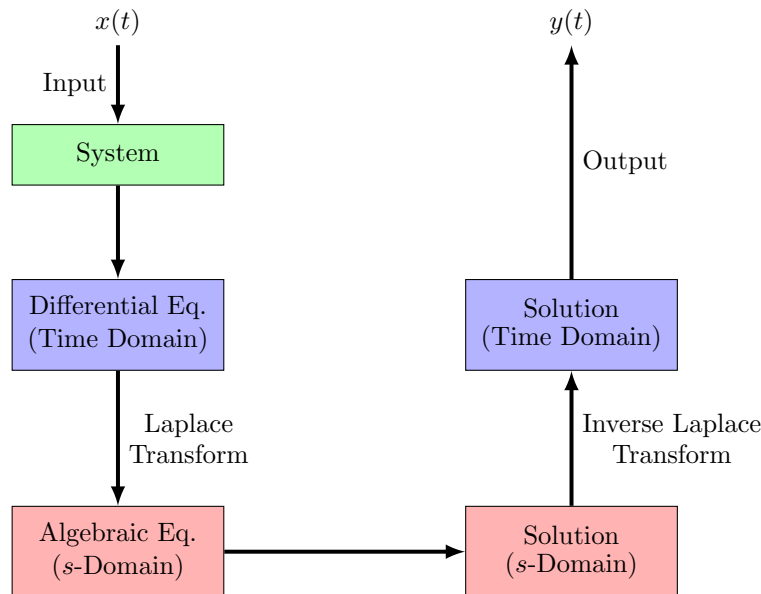 x(t)
Input
System
Differential Eq.
(Time Domain)
Laplace
Transform
Algebraic Eq.
(s-Domain)
y(t)
Output
Solution
(Time Domain)
Inverse Laplace
Transform
Solution
(s-Domain)